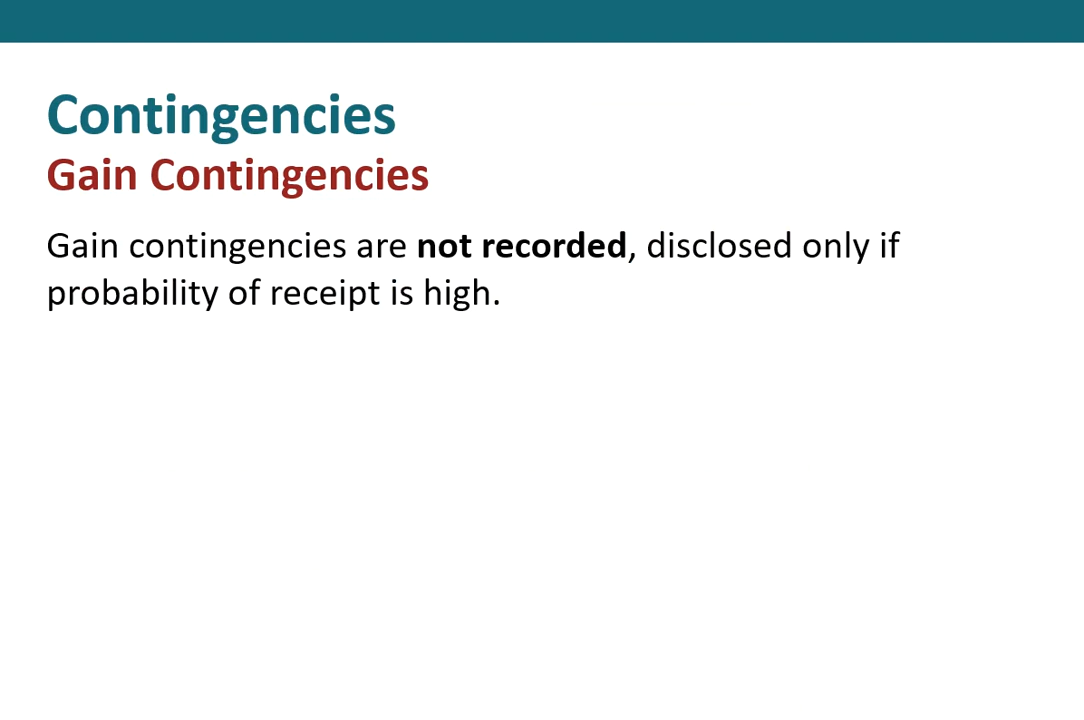 Contingencies
Gain Contingencies
Gain contingencies are not recorded, disclosed only if
probability of receipt is high.